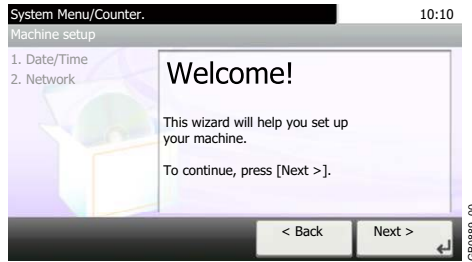 System Menu/Counter.
10:10
Machine setup
1. Date/Time
2. Network
Welcome!
This wizard will help you set up
your machine.
To continue, press [Next >].
< Back
Next >
GB0889_00